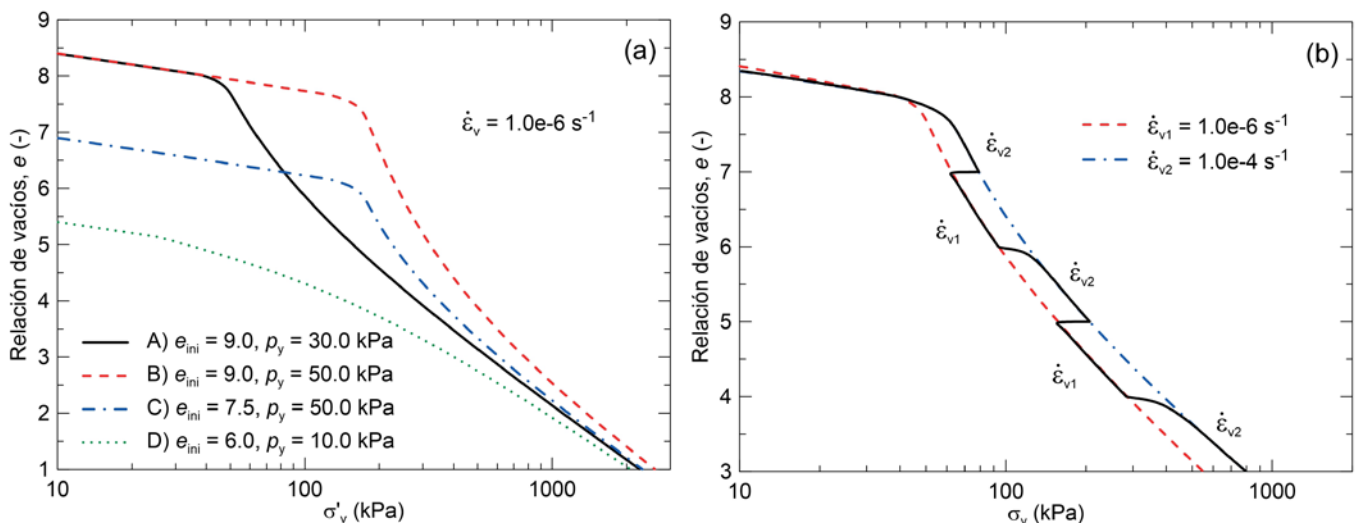 (a)
Relación de vacíos, e (-)
9
8
7
6
5
4
3
2
1
ε̇v = 1.0e-6 s⁻¹
A) eini = 9.0, py = 30.0 kPa
B) eini = 9.0, py = 50.0 kPa
C) eini = 7.5, py = 50.0 kPa
D) eini = 6.0, py = 10.0 kPa
10 100 1000
σ'v (kPa)
(b)
Relación de vacíos, e (-)
9
8
7
6
5
4
3
ε̇v1 = 1.0e-6 s⁻¹
ε̇v2 = 1.0e-4 s⁻¹
ε̇v2
ε̇v1
ε̇v2
ε̇v1
ε̇v2
10 100 1000
σv (kPa)